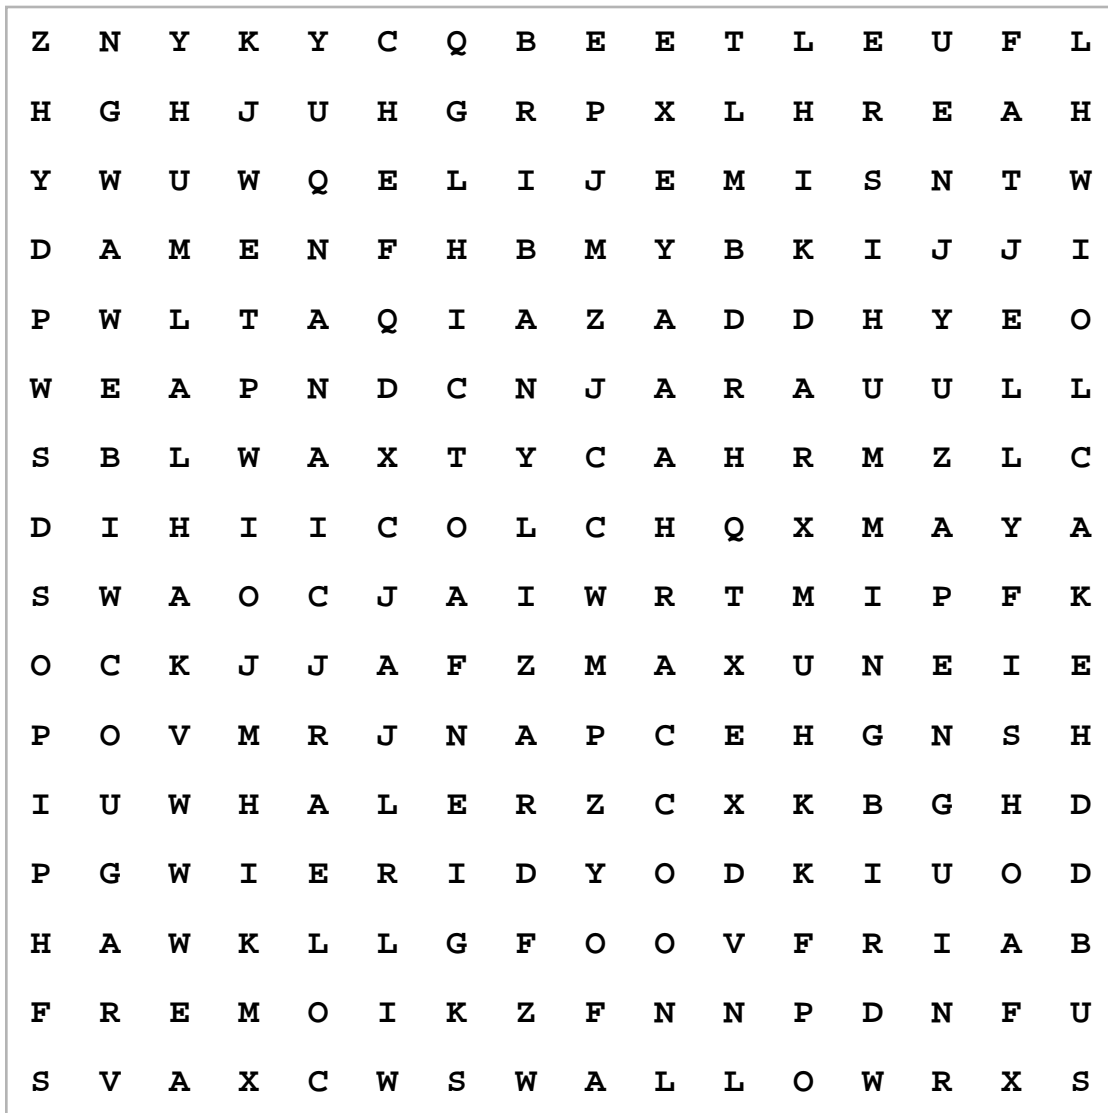 Z N Y K Y C Q B E E T L E U F L
H G H J U H G R P X L H R E A H
Y W U W Q E L I J E M I S N T W
D A M E N F H B M Y B K I J J I
P W L T A Q I A Z A D D H Y E O
W E A P N D C N J A R A U U L L
S B L W A X T Y C A H R M Z L C
D I H I I C O L C H Q X M A Y A
S W A O C J A I W R T M I P F K
O C K J J A F Z M A X U N E I E
P O V M R J N A P C E H G N S H
I U W H A L E R Z C X K B G H D
P G W I E R I D Y O D K I U O D
H A W K L L G F O O V F R I A B
F R E M O I K Z F N N P D N F U
S V A X C W S W A L L O W R X S